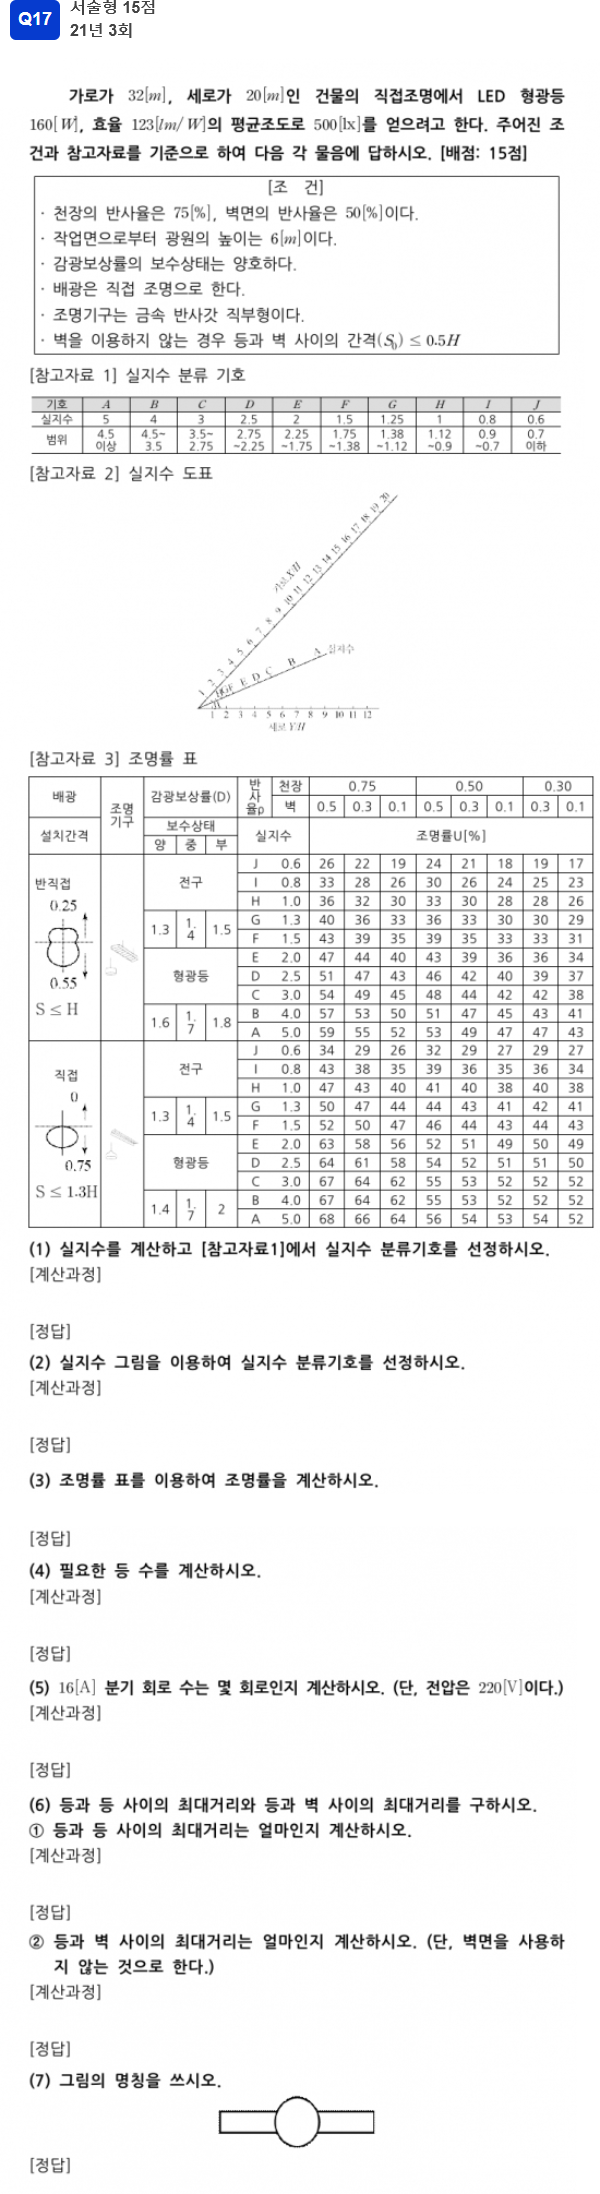 Q17 서술형 15점
21년 3회
가로가 32[m], 세로가 20[m]인 건물의 직접조명에서 LED 형광등
160[W], 효율 123[lm/W]의 평균조도로 500[lx]를 얻으려고 한다. 주어진 조
건과 참고자료를 기준으로 하여 다음 각 물음에 답하시오. [배점: 15점]
[조 건]
· 천장의 반사율은 75[%], 벽면의 반사율은 50[%]이다.
· 작업면으로부터 광원의 높이는 6[m]이다.
· 감광보상률의 보수상태는 양호하다.
· 배광은 직접 조명으로 한다.
· 조명기구는 금속 반사갓 직부형이다.
· 벽을 이용하지 않는 경우 등과 벽 사이의 간격(S₀) ≤ 0.5H
[참고자료 1] 실지수 분류 기호
기호 A B C D E F G H I J
실지수 5 4 3 2.5 2 1.5 1.25 1 0.8 0.6
범위 4.5 이상 4.5~3.5 3.5~2.75 2.75~2.25 2.25~1.75 1.75~1.38 1.38~1.12 1.12~0.9 0.9~0.7 0.7 이하
[참고자료 2] 실지수 도표
1 2 3 4 5 6 7 8 9 10 11 12 13 14 15 16 17 18 19 20
가로X/H
J I H G F E D C B A 실지수
1 2 3 4 5 6 7 8 9 10 11 12
세로Y/H
[참고자료 3] 조명률 표
배광 조명기구 감광보상률(D) 반사율ρ 천장 0.75 0.50 0.30
벽 0.5 0.3 0.1 0.5 0.3 0.1 0.3 0.1
설치간격 보수상태 실지수 조명률U[%]
양 중 부
반직접
0.25
0.55
S ≤ H
전구
1.3 1.4 1.5
형광등
1.6 1.7 1.8
J 0.6 26 22 19 24 21 18 19 17
I 0.8 33 28 26 30 26 24 25 23
H 1.0 36 32 30 33 30 28 28 26
G 1.3 40 36 33 36 33 30 30 29
F 1.5 43 39 35 39 35 33 33 31
E 2.0 47 44 40 43 39 36 36 34
D 2.5 51 47 43 46 42 40 39 37
C 3.0 54 49 45 48 44 42 42 38
B 4.0 57 53 50 51 47 45 43 41
A 5.0 59 55 52 53 49 47 47 43
직접
0
0.75
S ≤ 1.3H
전구
1.3 1.4 1.5
형광등
1.4 1.7 2
J 0.6 34 29 26 32 29 27 29 27
I 0.8 43 38 35 39 36 35 36 34
H 1.0 47 43 40 41 40 38 40 38
G 1.3 50 47 44 44 43 41 42 41
F 1.5 52 50 47 46 44 43 44 43
E 2.0 63 58 56 52 51 49 50 49
D 2.5 64 61 58 54 52 51 51 50
C 3.0 67 64 62 55 53 52 52 52
B 4.0 67 64 62 55 53 52 52 52
A 5.0 68 66 64 56 54 53 54 52
(1) 실지수를 계산하고 [참고자료1]에서 실지수 분류기호를 선정하시오.
[계산과정]
[정답]
(2) 실지수 그림을 이용하여 실지수 분류기호를 선정하시오.
[계산과정]
[정답]
(3) 조명률 표를 이용하여 조명률을 계산하시오.
[정답]
(4) 필요한 등 수를 계산하시오.
[계산과정]
[정답]
(5) 16[A] 분기 회로 수는 몇 회로인지 계산하시오. (단, 전압은 220[V]이다.)
[계산과정]
[정답]
(6) 등과 등 사이의 최대거리와 등과 벽 사이의 최대거리를 구하시오.
① 등과 등 사이의 최대거리는 얼마인지 계산하시오.
[계산과정]
[정답]
② 등과 벽 사이의 최대거리는 얼마인지 계산하시오. (단, 벽면을 사용하
지 않는 것으로 한다.)
[계산과정]
[정답]
(7) 그림의 명칭을 쓰시오.
[정답]